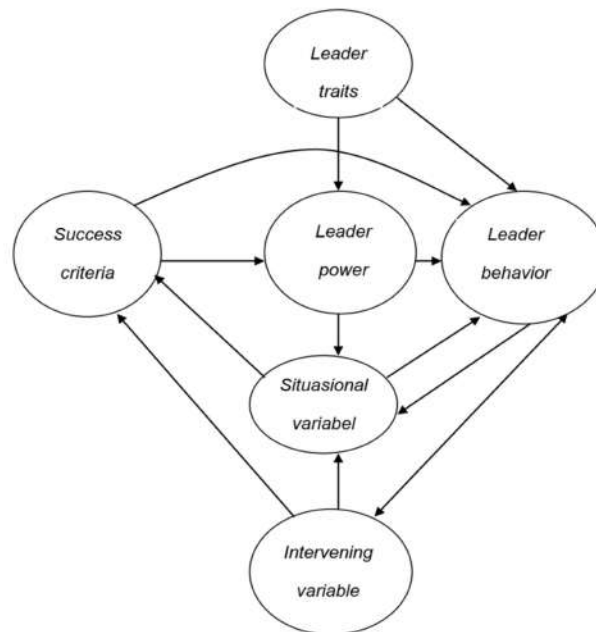 Leader
traits
Success
criteria
Leader
power
Leader
behavior
Situasional
variabel
Intervening
variable